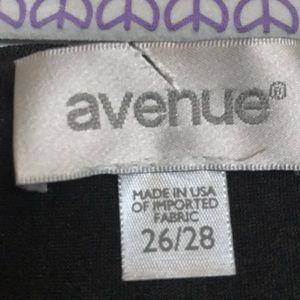 avenue®
MADE IN USA
OF IMPORTED
FABRIC
26/28